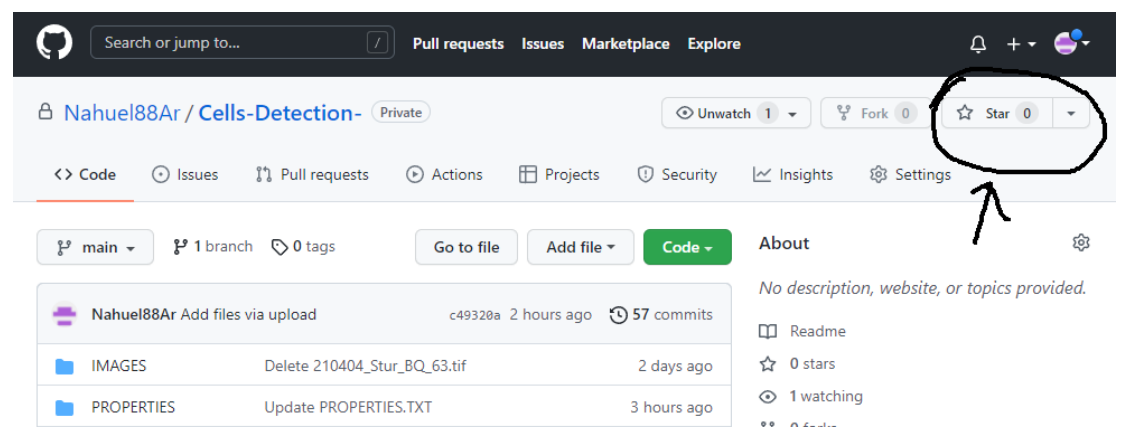 Search or jump to... / Pull requests Issues Marketplace Explore
Nahuel88Ar / Cells-Detection- Private Unwatch 1 Fork 0 Star 0
<> Code Issues Pull requests Actions Projects Security Insights Settings
main 1 branch 0 tags Go to file Add file Code About
No description, website, or topics provided.
Nahuel88Ar Add files via upload c49320a 2 hours ago 57 commits
Readme
IMAGES Delete 210404_Stur_BQ_63.tif 2 days ago
0 stars
1 watching
PROPERTIES Update PROPERTIES.TXT 3 hours ago
0 forks